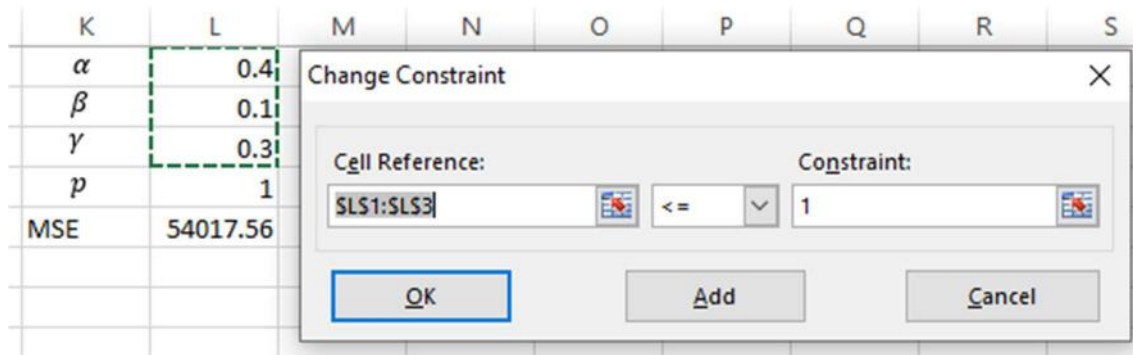 K L M N O P Q R S
α 0.4
β 0.1
γ 0.3
p 1
MSE 54017.56
Change Constraint
Cell Reference: Constraint:
$L$1:$L$3 <= 1
OK Add Cancel